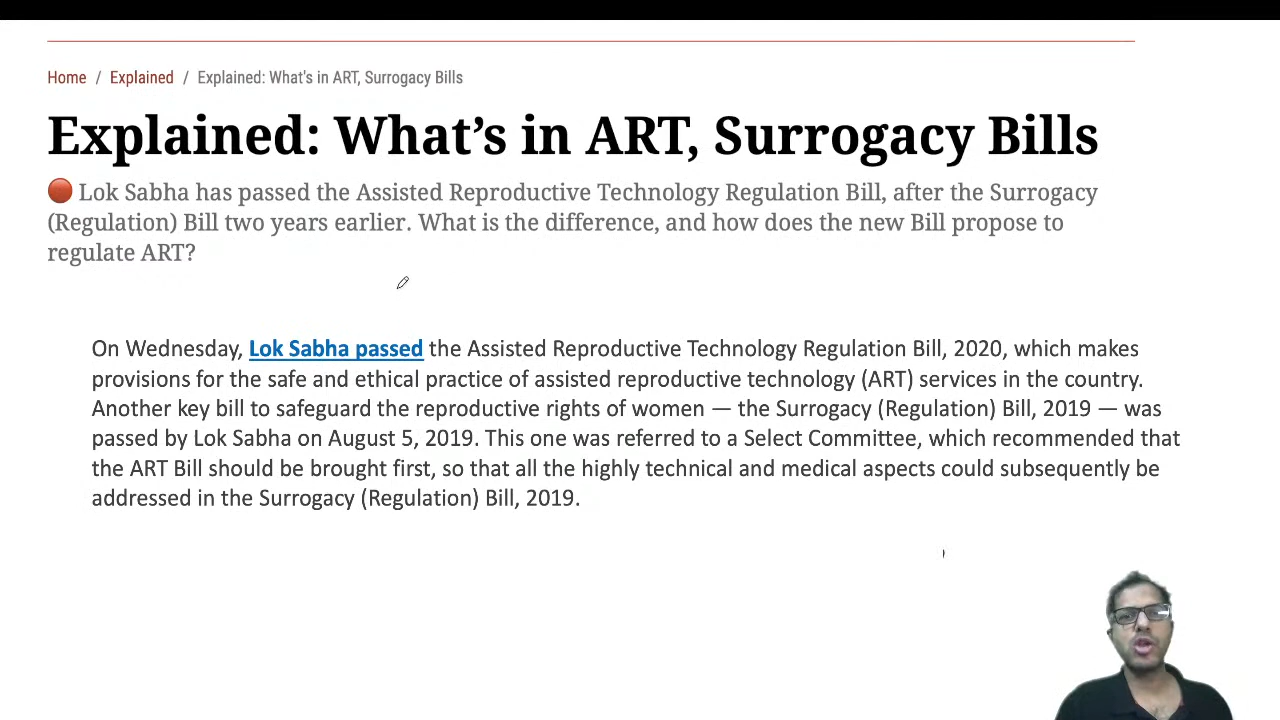 Home / Explained / Explained: What's in ART, Surrogacy Bills
Explained: What’s in ART, Surrogacy Bills
Lok Sabha has passed the Assisted Reproductive Technology Regulation Bill, after the Surrogacy
(Regulation) Bill two years earlier. What is the difference, and how does the new Bill propose to
regulate ART?
On Wednesday, Lok Sabha passed the Assisted Reproductive Technology Regulation Bill, 2020, which makes
provisions for the safe and ethical practice of assisted reproductive technology (ART) services in the country.
Another key bill to safeguard the reproductive rights of women — the Surrogacy (Regulation) Bill, 2019 — was
passed by Lok Sabha on August 5, 2019. This one was referred to a Select Committee, which recommended that
the ART Bill should be brought first, so that all the highly technical and medical aspects could subsequently be
addressed in the Surrogacy (Regulation) Bill, 2019.